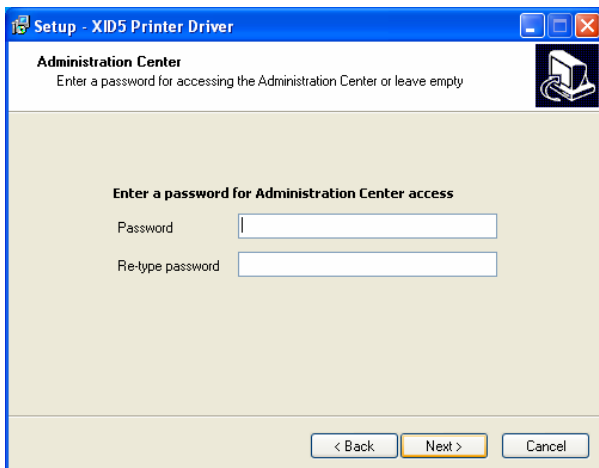 Setup - XID5 Printer Driver
Administration Center
Enter a password for accessing the Administration Center or leave empty
Enter a password for Administration Center access
Password
Re-type password
< Back
Next >
Cancel